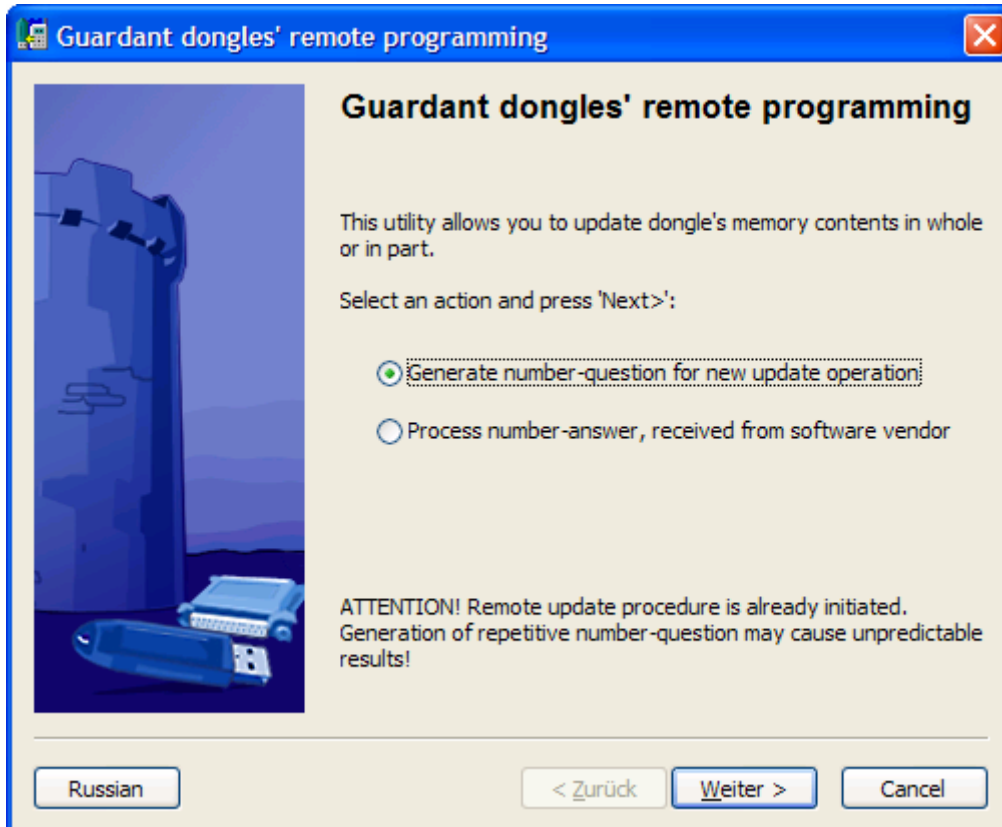 Guardant dongles' remote programming
Guardant dongles' remote programming
This utility allows you to update dongle's memory contents in whole
or in part.
Select an action and press 'Next>':
Generate number-question for new update operation
Process number-answer, received from software vendor
ATTENTION! Remote update procedure is already initiated.
Generation of repetitive number-question may cause unpredictable
results!
Russian
< Zurück
Weiter >
Cancel